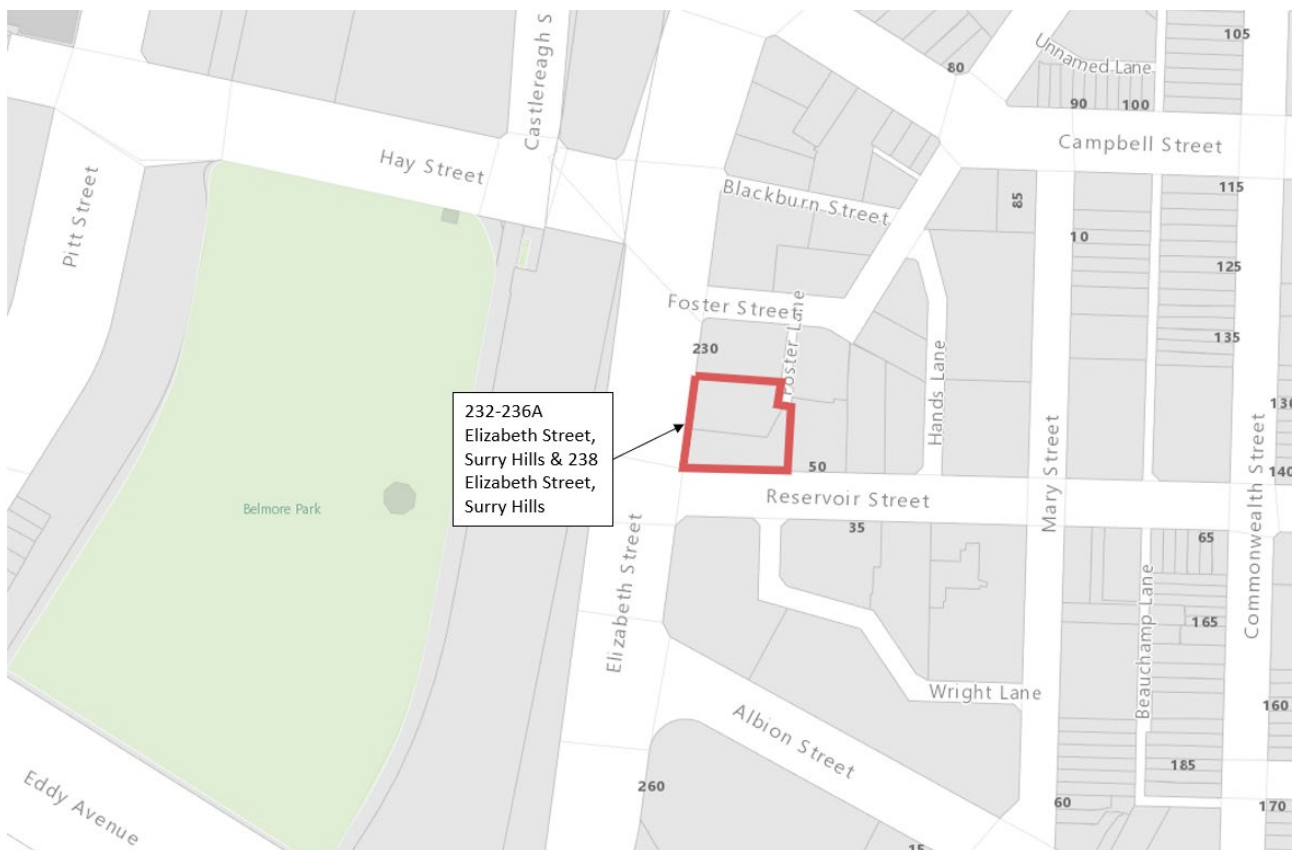 105
Unnamed Lane
80
90
100
Castlereagh S
Campbell Street
Hay Street
Pitt Street
Blackburn Street
85
115
10
125
Foster Street
Foster Lane
135
230
Hands Lane
232-236A
Elizabeth Street,
Surry Hills & 238
Elizabeth Street,
Surry Hills
130
Mary Street
Commonwealth Street
50
140
Reservoir Street
Belmore Park
35
65
Elizabeth Street
Beauchamp Lane
165
Wright Lane
160
Albion Street
185
Eddy Avenue
260
60
170
15